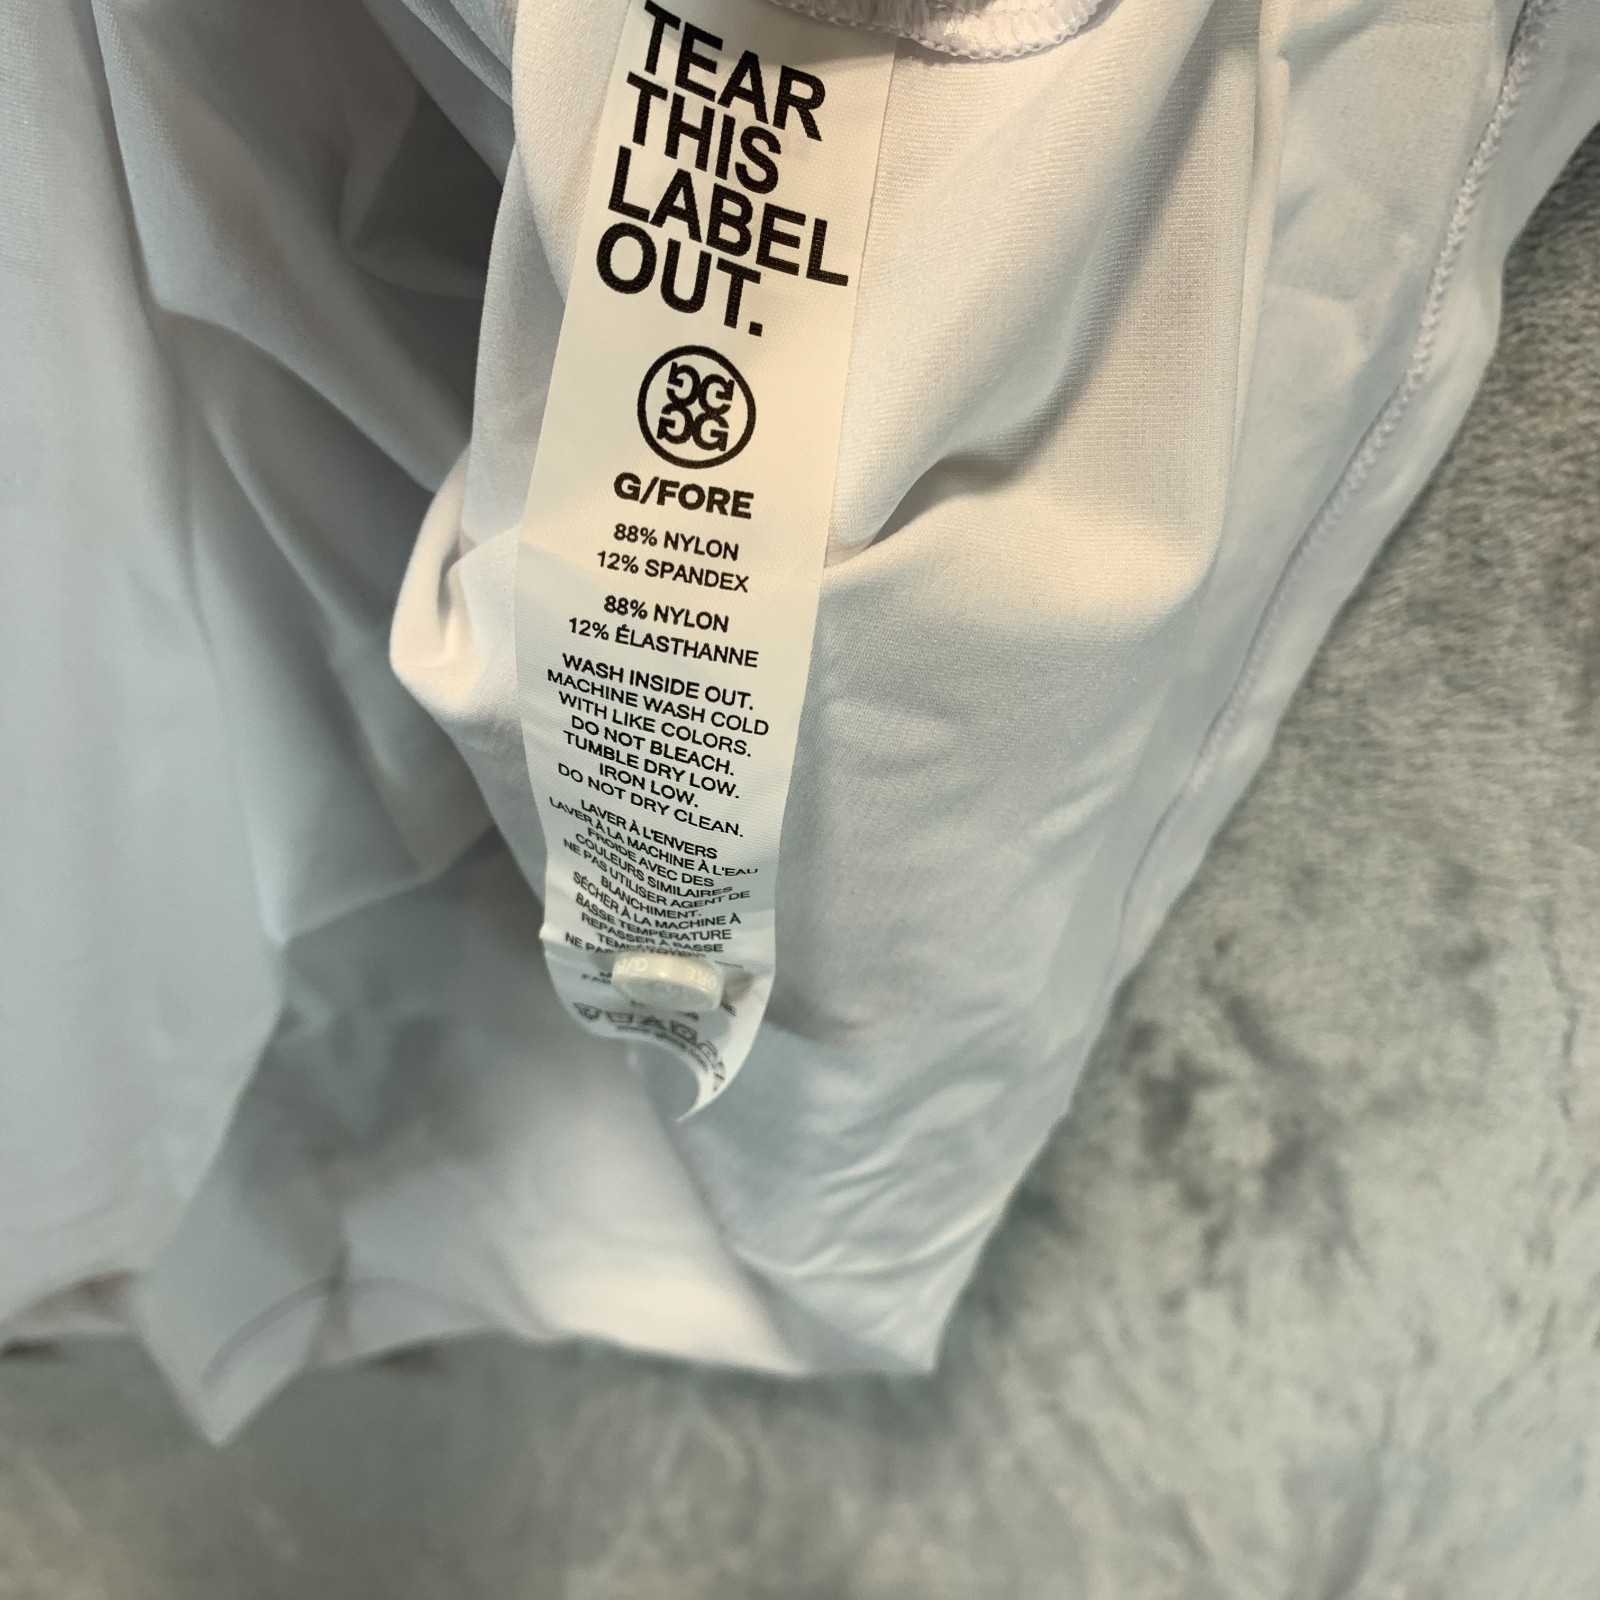 TEAR
THIS
LABEL
OUT.
G/FORE
88% NYLON
12% SPANDEX
88% NYLON
12% ÉLASTHANNE
WASH INSIDE OUT.
MACHINE WASH COLD
WITH LIKE COLORS.
DO NOT BLEACH.
TUMBLE DRY LOW.
IRON LOW.
DO NOT DRY CLEAN.
LAVER À L'ENVERS
LAVER À LA MACHINE À L'EAU
FROIDE AVEC DES
COULEURS SIMILAIRES
NE PAS UTILISER AGENT DE
BLANCHIMENT.
SÉCHER À LA MACHINE À
BASSE TEMPÉRATURE
REPASSER À BASSE
NE